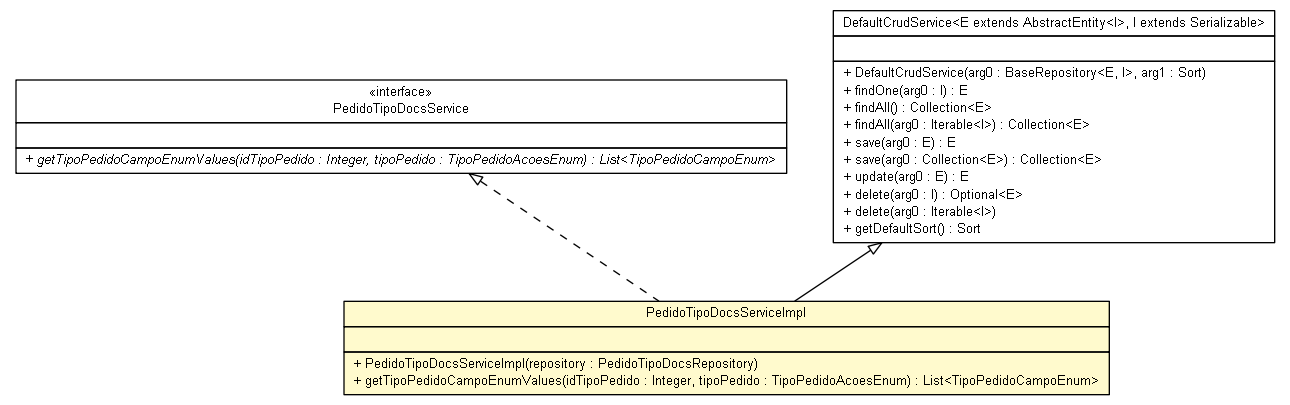 «interface»
PedidoTipoDocsService
+ getTipoPedidoCampoEnumValues(idTipoPedido : Integer, tipoPedido : TipoPedidoAcoesEnum) : List<TipoPedidoCampoEnum>
DefaultCrudService<E extends AbstractEntity<I>, I extends Serializable>
+ DefaultCrudService(arg0 : BaseRepository<E, I>, arg1 : Sort)
+ findOne(arg0 : I) : E
+ findAll() : Collection<E>
+ findAll(arg0 : Iterable<I>) : Collection<E>
+ save(arg0 : E) : E
+ save(arg0 : Collection<E>) : Collection<E>
+ update(arg0 : E) : E
+ delete(arg0 : I) : Optional<E>
+ delete(arg0 : Iterable<I>)
+ getDefaultSort() : Sort
PedidoTipoDocsServiceImpl
+ PedidoTipoDocsServiceImpl(repository : PedidoTipoDocsRepository)
+ getTipoPedidoCampoEnumValues(idTipoPedido : Integer, tipoPedido : TipoPedidoAcoesEnum) : List<TipoPedidoCampoEnum>